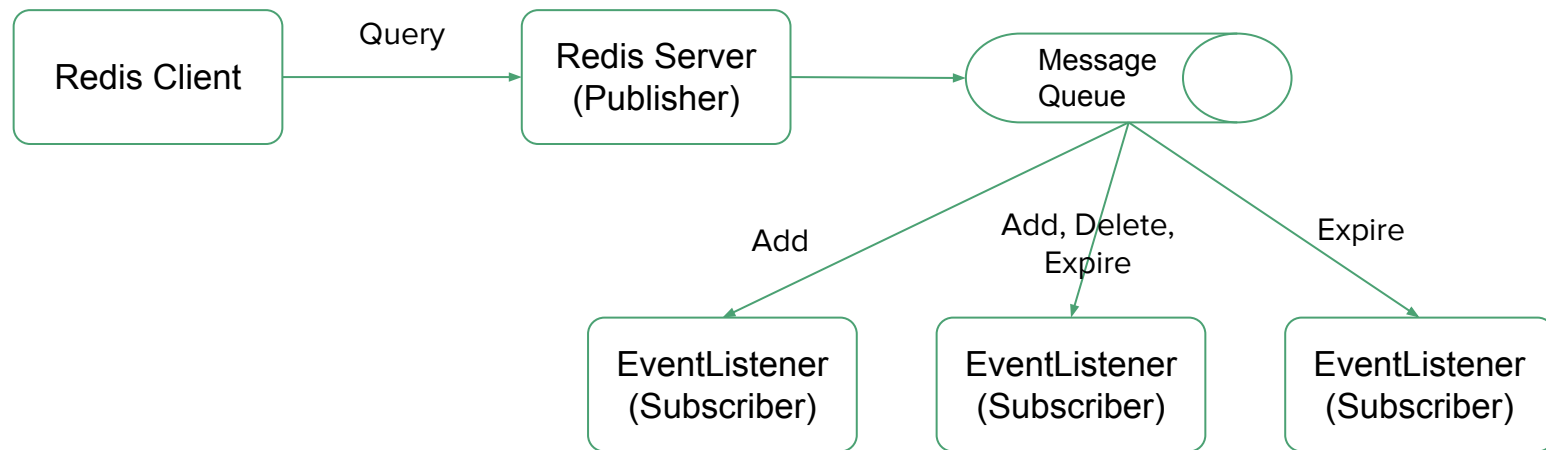 Query
Redis Client
Redis Server
(Publisher)
Message
Queue
Add
Add, Delete,
Expire
Expire
EventListener
(Subscriber)
EventListener
(Subscriber)
EventListener
(Subscriber)